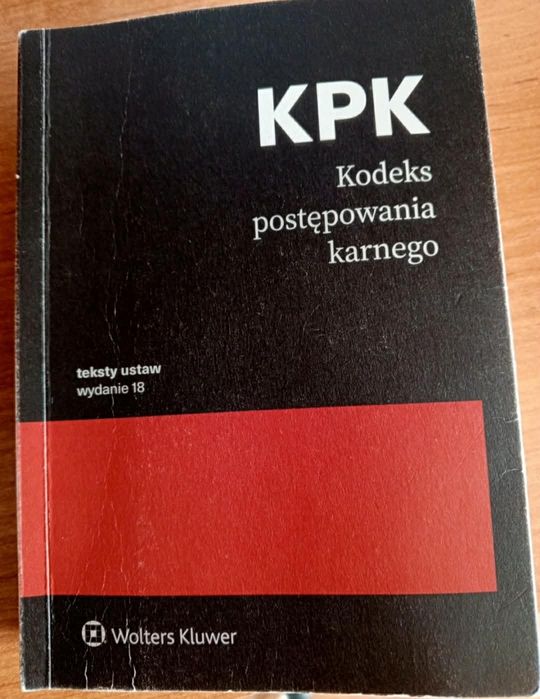 KPK
Kodeks
postępowania
karnego
teksty ustaw
wydanie 18
Wolters Kluwer